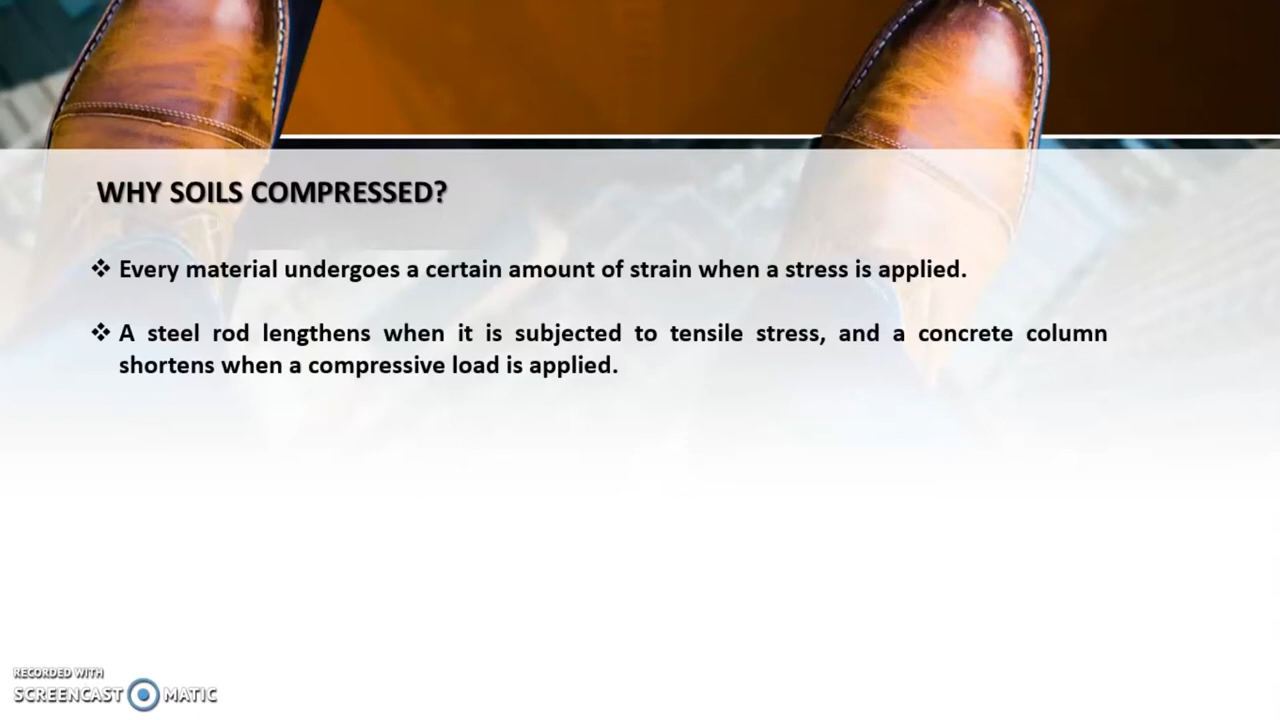 WHY SOILS COMPRESSED?
❖ Every material undergoes a certain amount of strain when a stress is applied.
❖ A steel rod lengthens when it is subjected to tensile stress, and a concrete column
shortens when a compressive load is applied.
RECORDED WITH
SCREENCAST MATIC